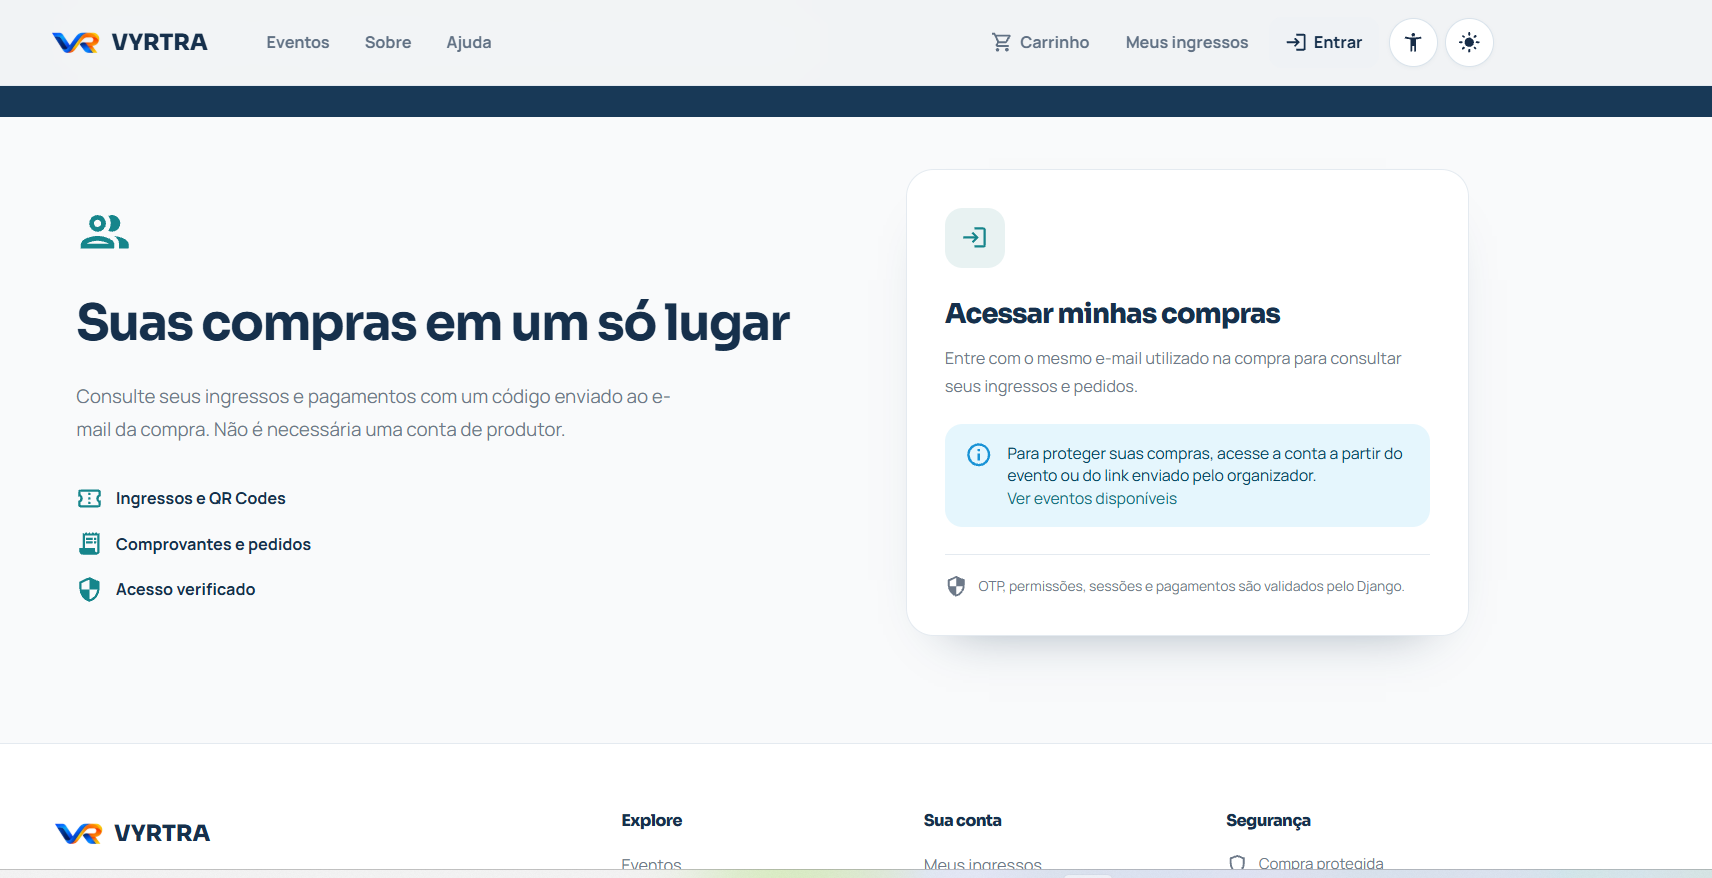 VYRTRA
Eventos
Sobre
Ajuda
Carrinho
Meus ingressos
Entrar
Suas compras em um só lugar
Consulte seus ingressos e pagamentos com um código enviado ao e-
mail da compra. Não é necessária uma conta de produtor.
Ingressos e QR Codes
Comprovantes e pedidos
Acesso verificado
Acessar minhas compras
Entre com o mesmo e-mail utilizado na compra para consultar
seus ingressos e pedidos.
Para proteger suas compras, acesse a conta a partir do
evento ou do link enviado pelo organizador.
Ver eventos disponíveis
OTP, permissões, sessões e pagamentos são validados pelo Django.
VYRTRA
Explore
Eventos
Sua conta
Meus ingressos
Segurança
Compra protegida